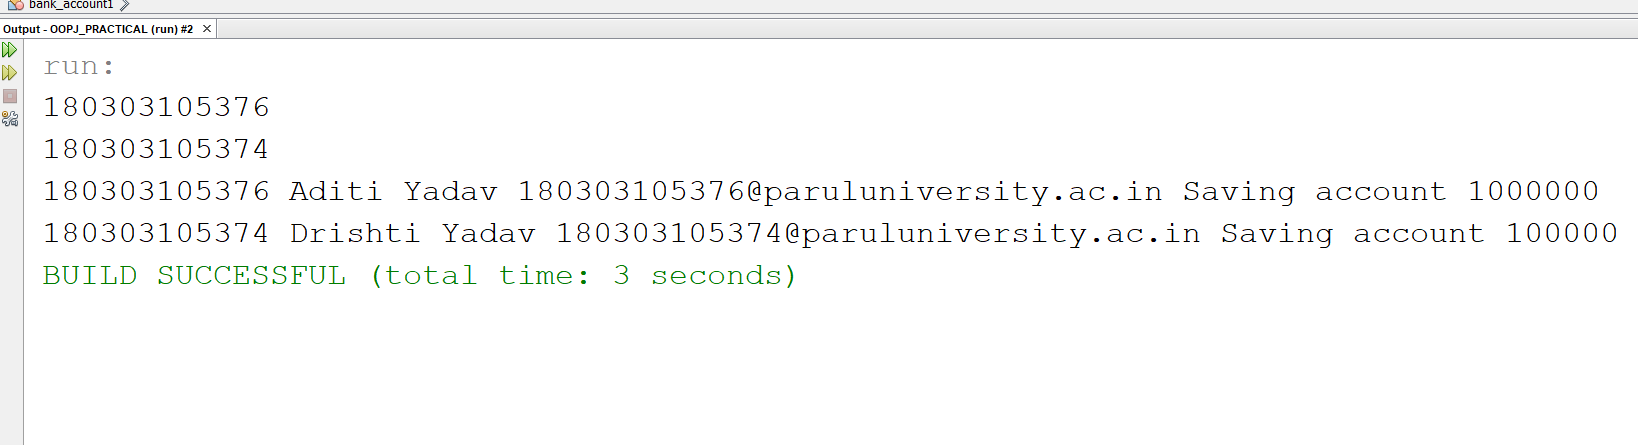 bank_account1
Output - OOPJ_PRACTICAL (run) #2
run:
180303105376
180303105374
180303105376 Aditi Yadav 180303105376@paruluniversity.ac.in Saving account 1000000
180303105374 Drishti Yadav 180303105374@paruluniversity.ac.in Saving account 100000
BUILD SUCCESSFUL (total time: 3 seconds)